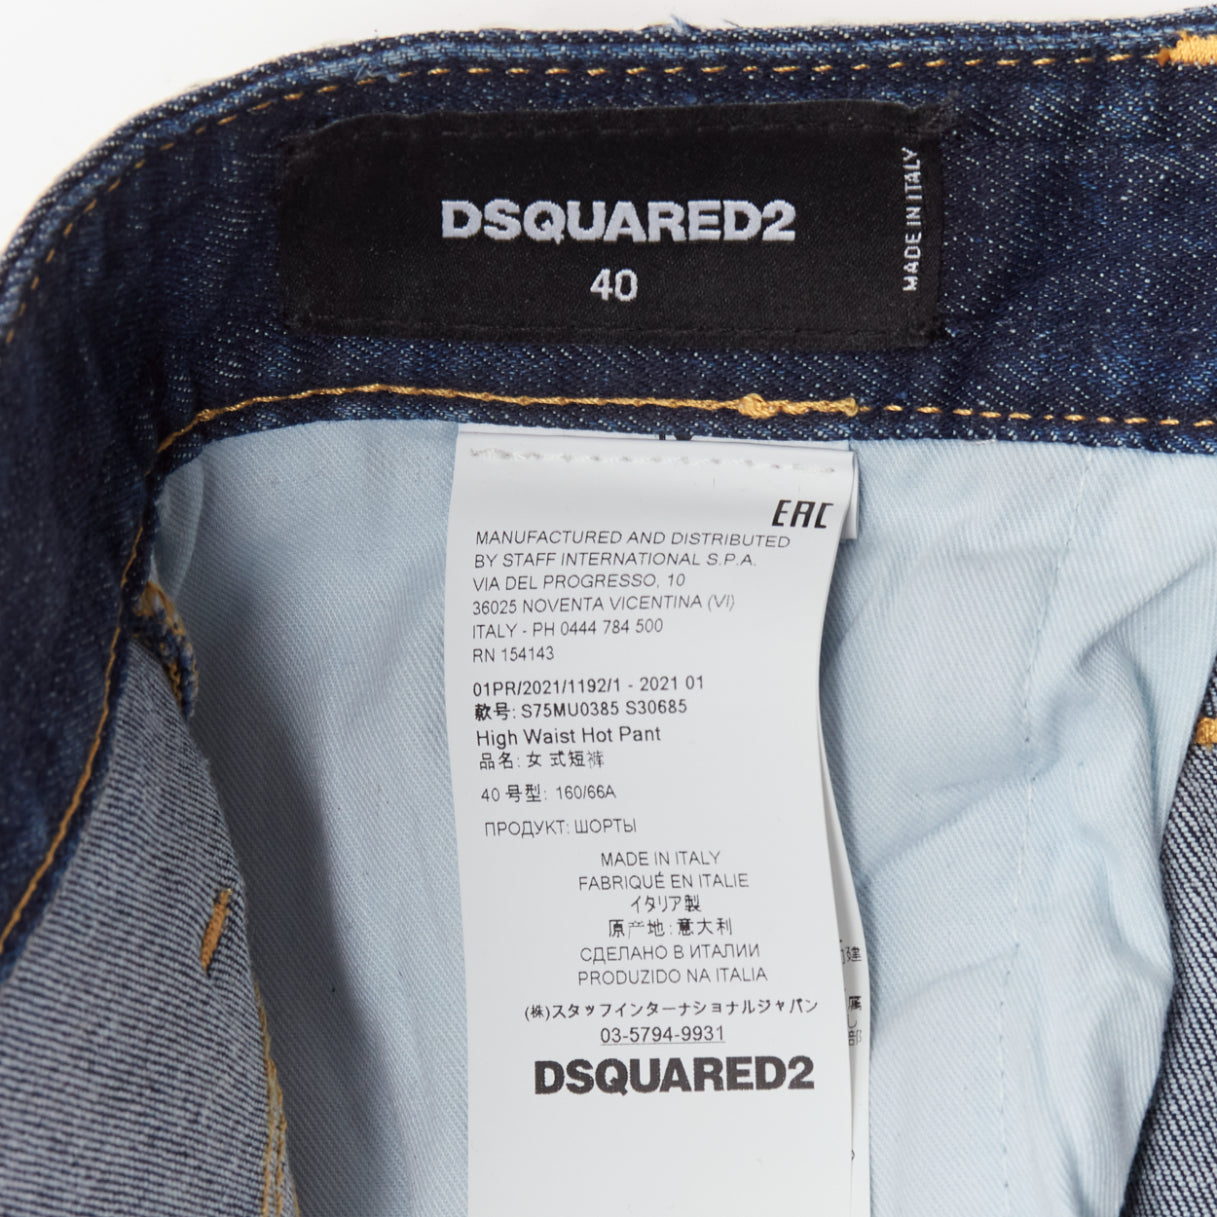 DSQUARED2
40
MADE IN ITALY
EAC
MANUFACTURED AND DISTRIBUTED
BY STAFF INTERNATIONAL S.P.A.
VIA DEL PROGRESSO, 10
36025 NOVENTA VICENTINA (VI)
ITALY - PH 0444 784 500
RN 154143
01PR/2021/1192/1 - 2021 01
款号: S75MU0385 S30685
High Waist Hot Pant
品名: 女 式短裤
40 号型: 160/66A
ПРОДУКТ: ШОРТЫ
MADE IN ITALY
FABRIQUÉ EN ITALIE
イタリア製
原产地: 意大利
СДЕЛАНО В ИТАЛИИ
PRODUZIDO NA ITALIA
(株)スタッフインターナショナルジャパン
03-5794-9931
DSQUARED2